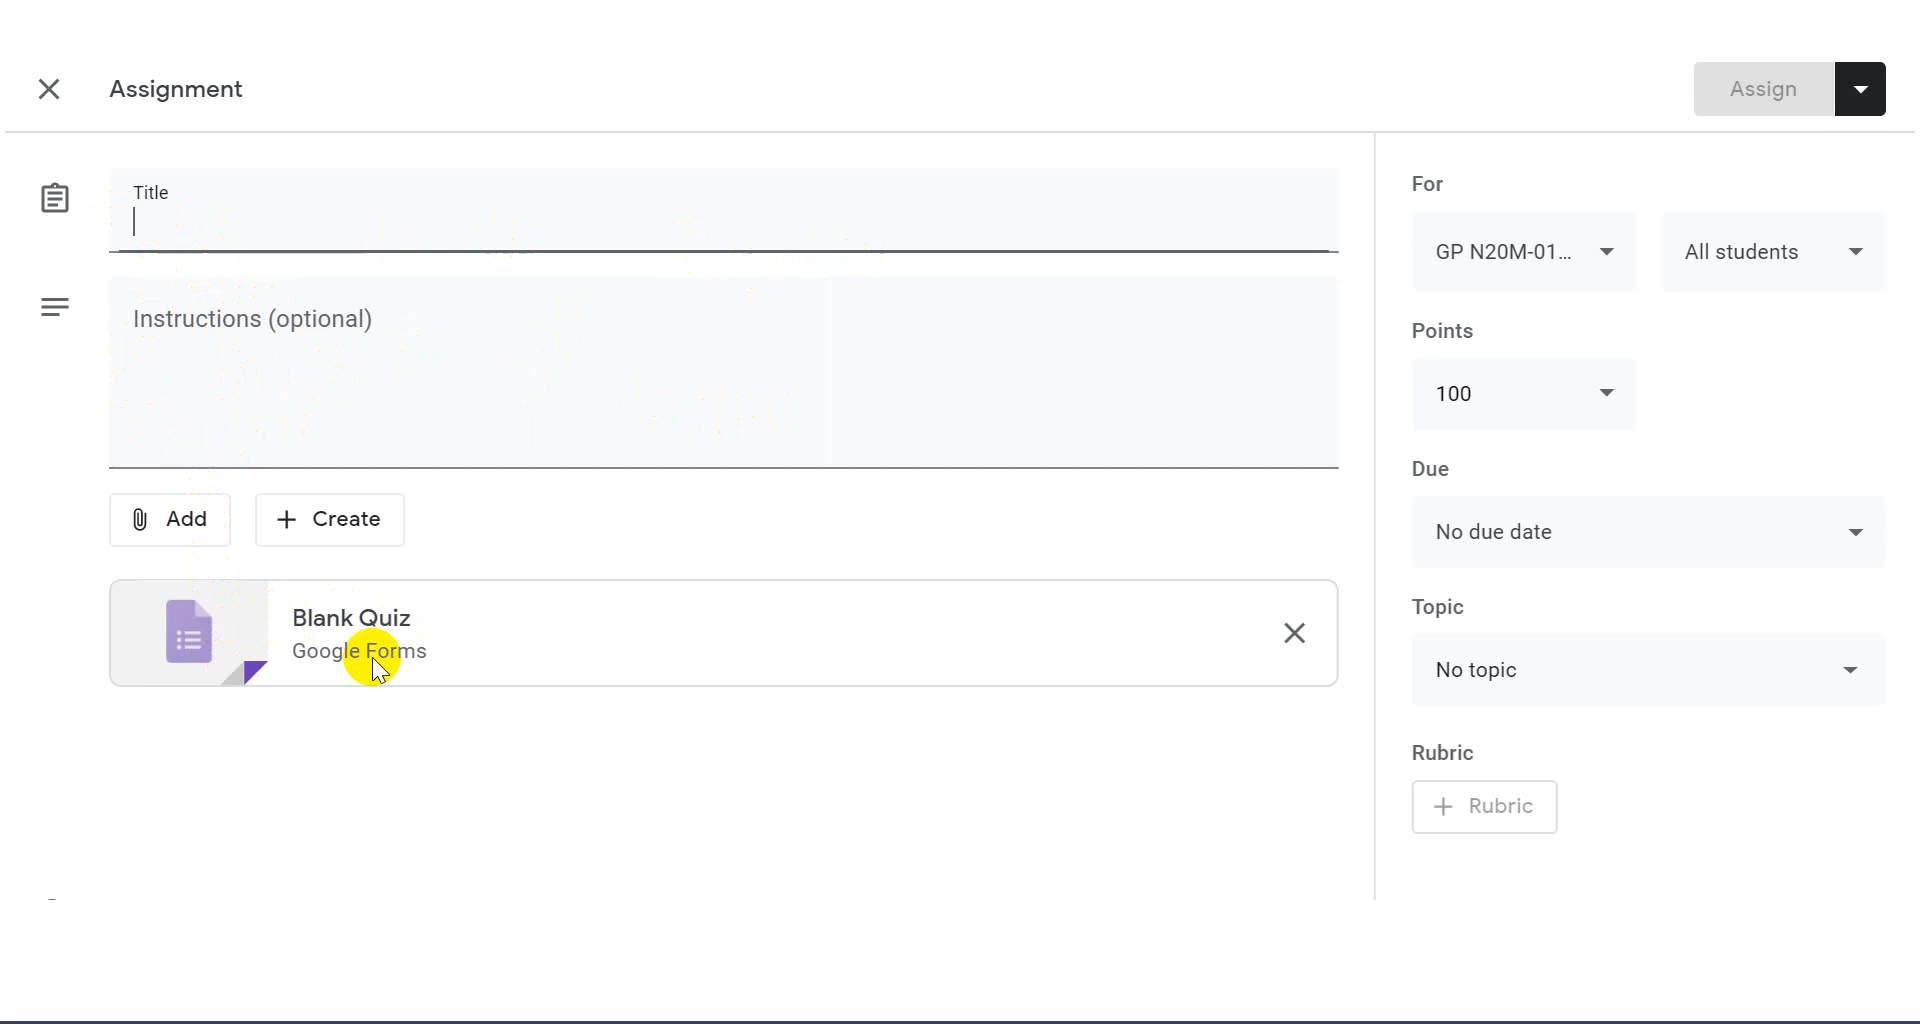 Assignment
Assign
Title
Instructions (optional)
Add
Create
Blank Quiz
Google Forms
For
GP N20M-01...
All students
Points
100
Due
No due date
Topic
No topic
Rubric
Rubric